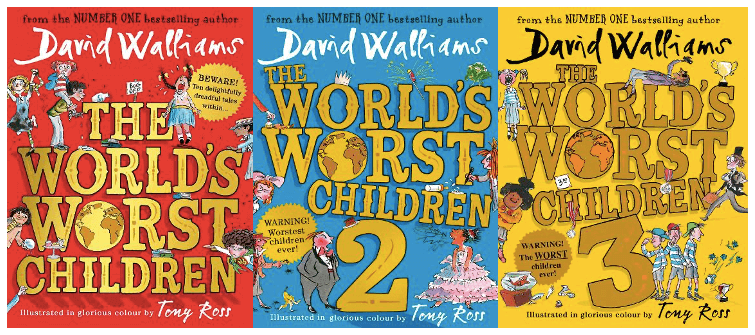 from the NUMBER ONE bestselling author
David Walliams
BEWARE!
Ten delightfully
dreadful tales
within...
THE
WORLD'S
WORST
CHILDREN
Illustrated in glorious colour by Tony Ross
from the NUMBER ONE bestselling author
David Walliams
THE
WORLD'S
WORST
CHILDREN
2
WARNING!
Worstest
children
ever!
Illustrated in glorious colour by Tony Ross
from the NUMBER ONE bestselling author
David Walliams
THE
WORLD'S
WORST
CHILDREN
3
WARNING!
The WORST
children
ever!
Illustrated in glorious colour by Tony Ross